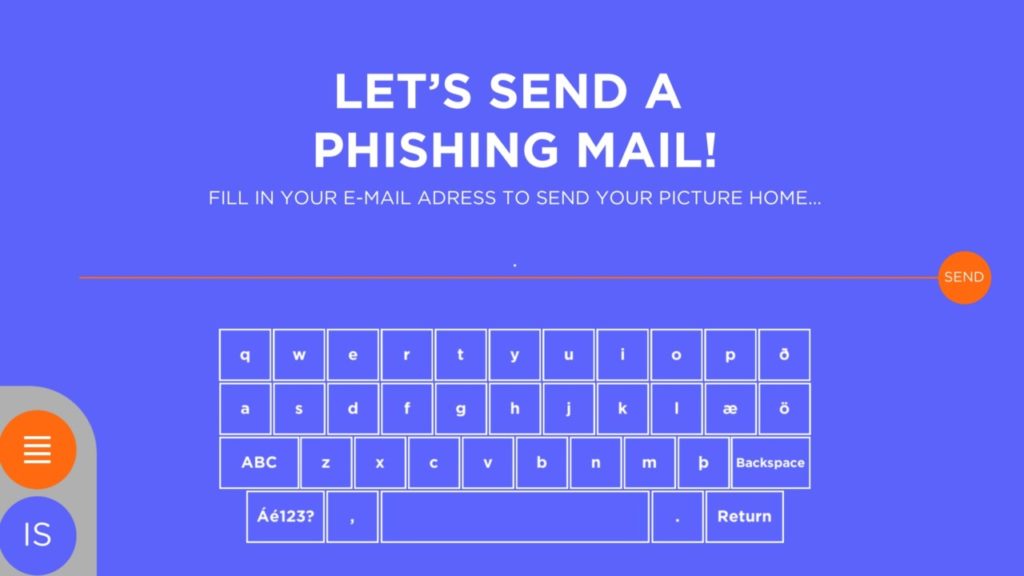 LET’S SEND A
PHISHING MAIL!
FILL IN YOUR E-MAIL ADRESS TO SEND YOUR PICTURE HOME...
.
SEND
q w e r t y u i o p ð
a s d f g h j k l æ ö
ABC z x c v b n m þ Backspace
Áé123? , . Return
IS